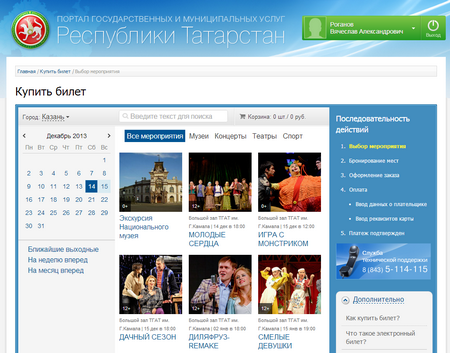 ПОРТАЛ ГОСУДАРСТВЕННЫХ И МУНИЦИПАЛЬНЫХ УСЛУГ
Республики Татарстан
Роганов
Вячеслав Александрович
Выход
Главная / Купить билет / Выбор мероприятия
Купить билет
Город: Казань
Введите текст для поиска
Корзина: 0 шт / 0 руб.
Декабрь 2013
Пн Вт Ср Чт Пт Сб Вс
1
2 3 4 5 6 7 8
9 10 11 12 13 14 15
16 17 18 19 20 21 22
23 24 25 26 27 28 29
30 31
Ближайшие выходные
На неделю вперед
На месяц вперед
Все мероприятия Музеи Концерты Театры Спорт
0+
Экскурсия
Национального
музея
12+
Большой зал ТГАТ им.
Г.Камала | 14 дек в 18:00
МОЛОДЫЕ
СЕРДЦА
0+
Большой зал ТГАТ им.
Г.Камала | 15 дек в 13:00
ИГРА С
МОНСТРИКОМ
12+
Большой зал ТГАТ им.
Г.Камала | 15 дек в 18:00
ДАЧНЫЙ СЕЗОН
12+
Большой зал ТГАТ им.
Г.Камала | 02 янв в 18:00
ДИЛЯФРУЗ-
REMAKE
12+
Большой зал ТГАТ им.
Г.Камала | 03 янв в 18:00
СМЕЛЫЕ
ДЕВУШКИ
Последовательность
действий
1. Выбор мероприятия
2. Бронирование мест
3. Оформление заказа
4. Оплата
Ввод данных о плательщике
Ввод реквизитов карты
5. Платеж подтвержден
Служба
технической поддержки
8 (843) 5-114-115
Дополнительно
Как купить билет?
Что такое электронный
билет?